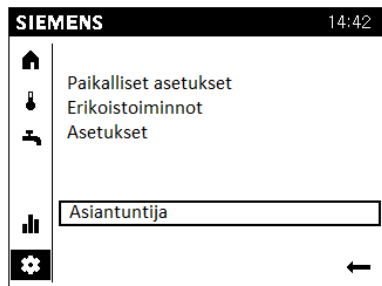 SIEMENS 14:42
Paikalliset asetukset
Erikoistoiminnot
Asetukset
Asiantuntija